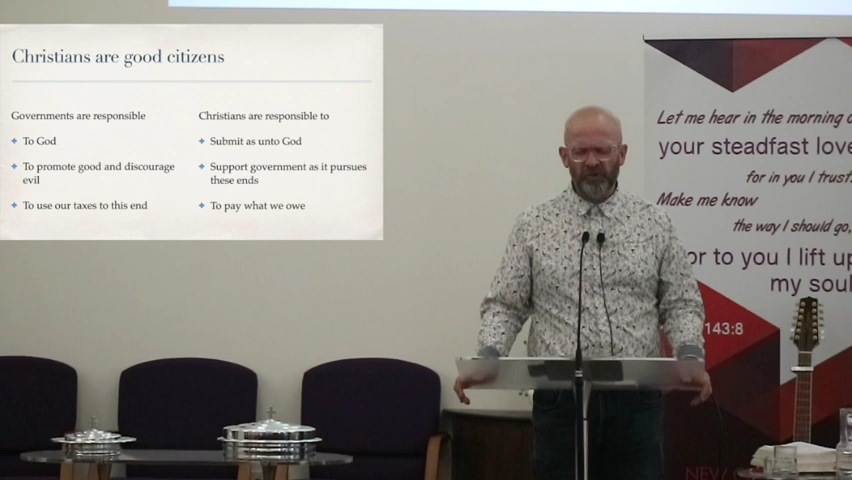 Christians are good citizens
Governments are responsible
To God
To promote good and discourage
evil
To use our taxes to this end
Christians are responsible to
Submit as unto God
Support government as it pursues
these ends
To pay what we owe
Let me hear in the morning
your steadfast love
for in you I trust.
Make me know
the way I should go,
or to you I lift up
my soul
143:8